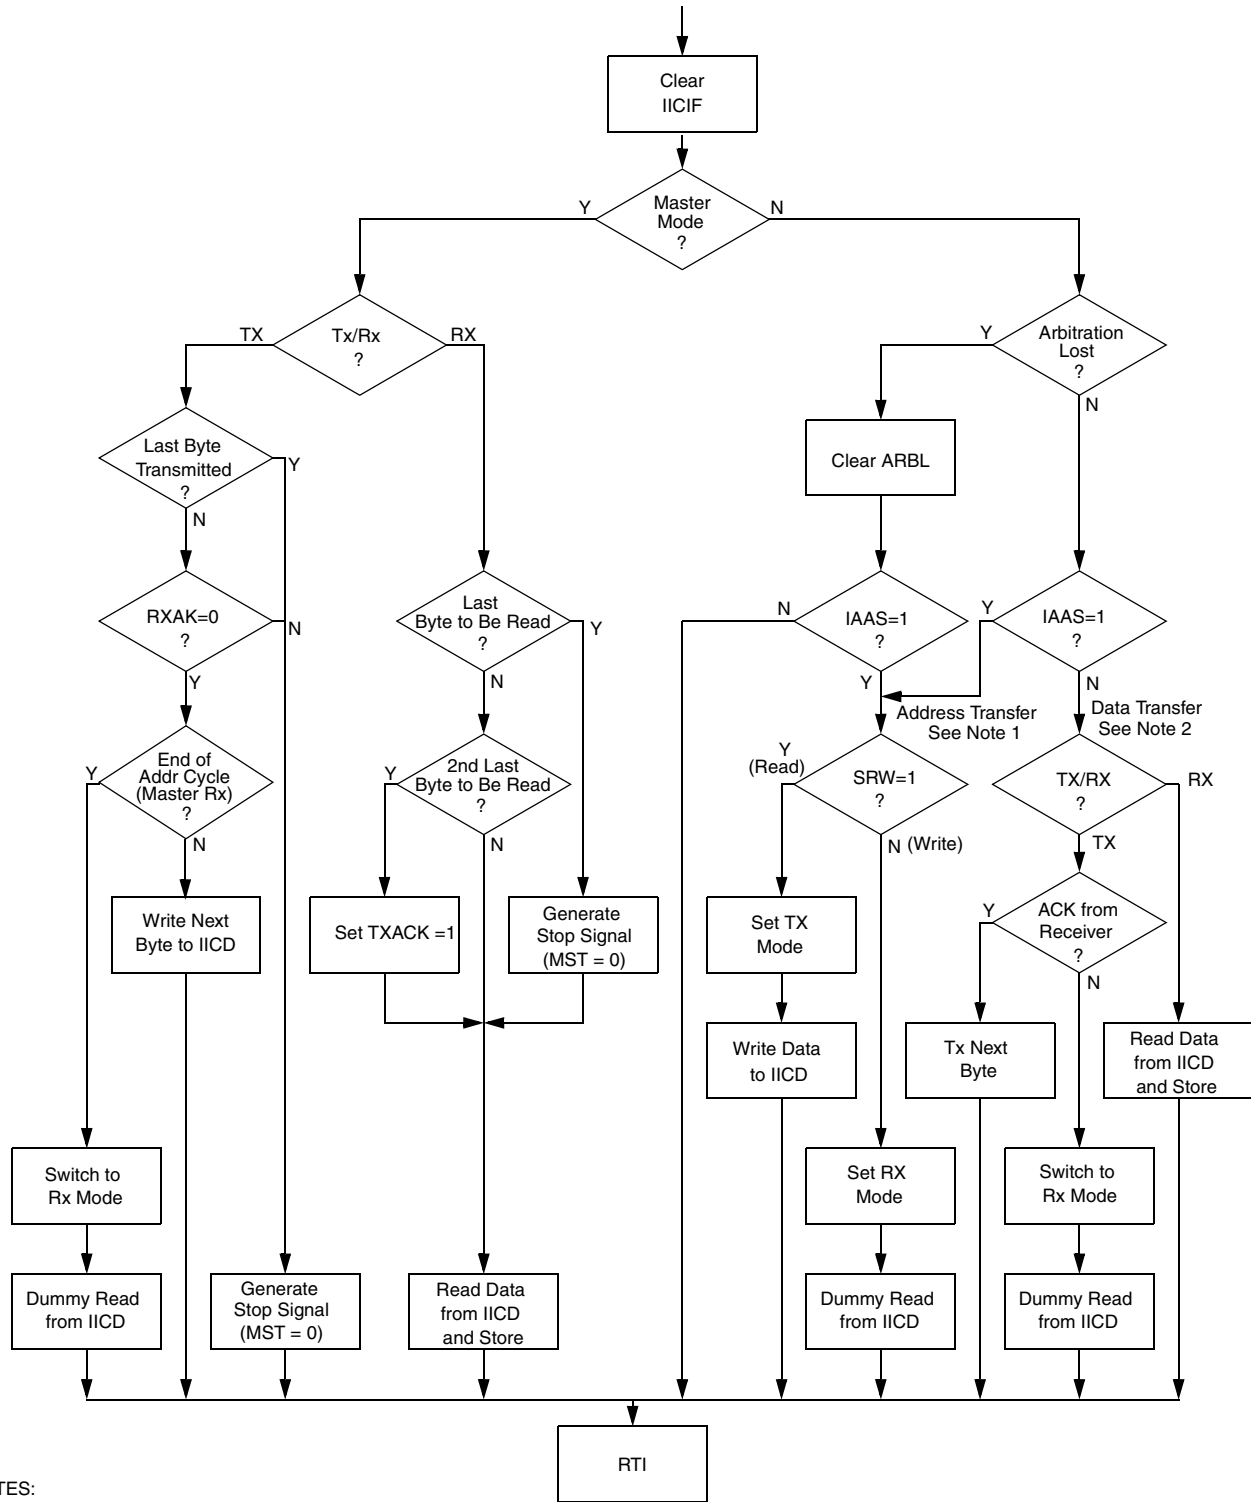 Clear
IICIF
Master
Mode
?
Y
N
Tx/Rx
?
TX
RX
Arbitration
Lost
?
Y
N
Last Byte
Transmitted
?
Y
N
Clear ARBL
RXAK=0
?
N
Y
Last
Byte to Be Read
?
Y
N
IAAS=1
?
N
Y
IAAS=1
?
Y
N
Address Transfer
See Note 1
Data Transfer
See Note 2
End of
Addr Cycle
(Master Rx)
?
Y
N
2nd Last
Byte to Be Read
?
Y
N
Y
(Read)
SRW=1
?
N (Write)
TX/RX
?
RX
TX
Write Next
Byte to IICD
Set TXACK =1
Generate
Stop Signal
(MST = 0)
Set TX
Mode
ACK from
Receiver
?
Y
N
Write Data
to IICD
Tx Next
Byte
Read Data
from IICD
and Store
Switch to
Rx Mode
Set RX
Mode
Switch to
Rx Mode
Dummy Read
from IICD
Generate
Stop Signal
(MST = 0)
Read Data
from IICD
and Store
Dummy Read
from IICD
Dummy Read
from IICD
RTI
TES: